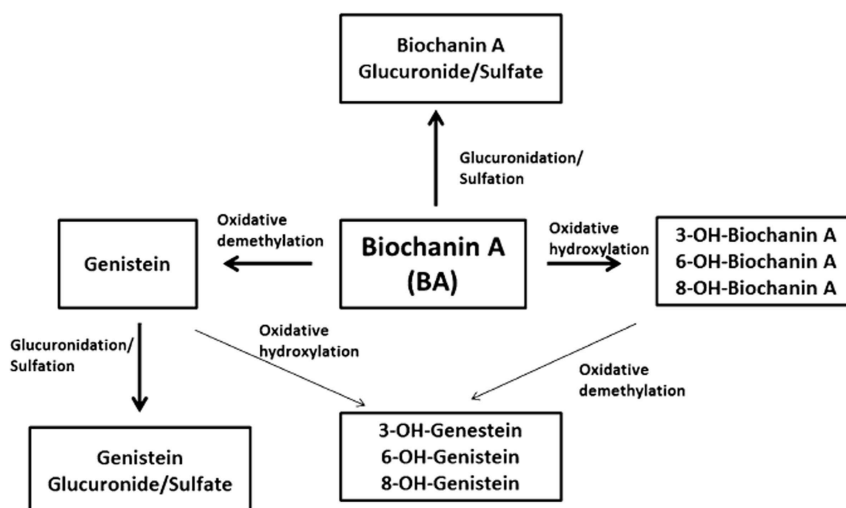 Biochanin A
Glucuronide/Sulfate
Glucuronidation/
Sulfation
Oxidative
demethylation
Oxidative
hydroxylation
Genistein
Biochanin A
(BA)
3-OH-Biochanin A
6-OH-Biochanin A
8-OH-Biochanin A
Glucuronidation/
Sulfation
Oxidative
hydroxylation
Oxidative
demethylation
Genistein
Glucuronide/Sulfate
3-OH-Genestein
6-OH-Genistein
8-OH-Genistein